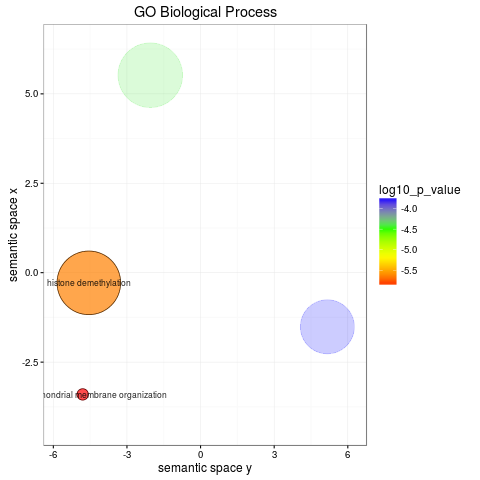 GO Biological Process
semantic space x
5.0
2.5
0.0
-2.5
histone demethylation
membrane organization
-6
-3
0
3
6
semantic space y
log10_p_value
-4.0
-4.5
-5.0
-5.5